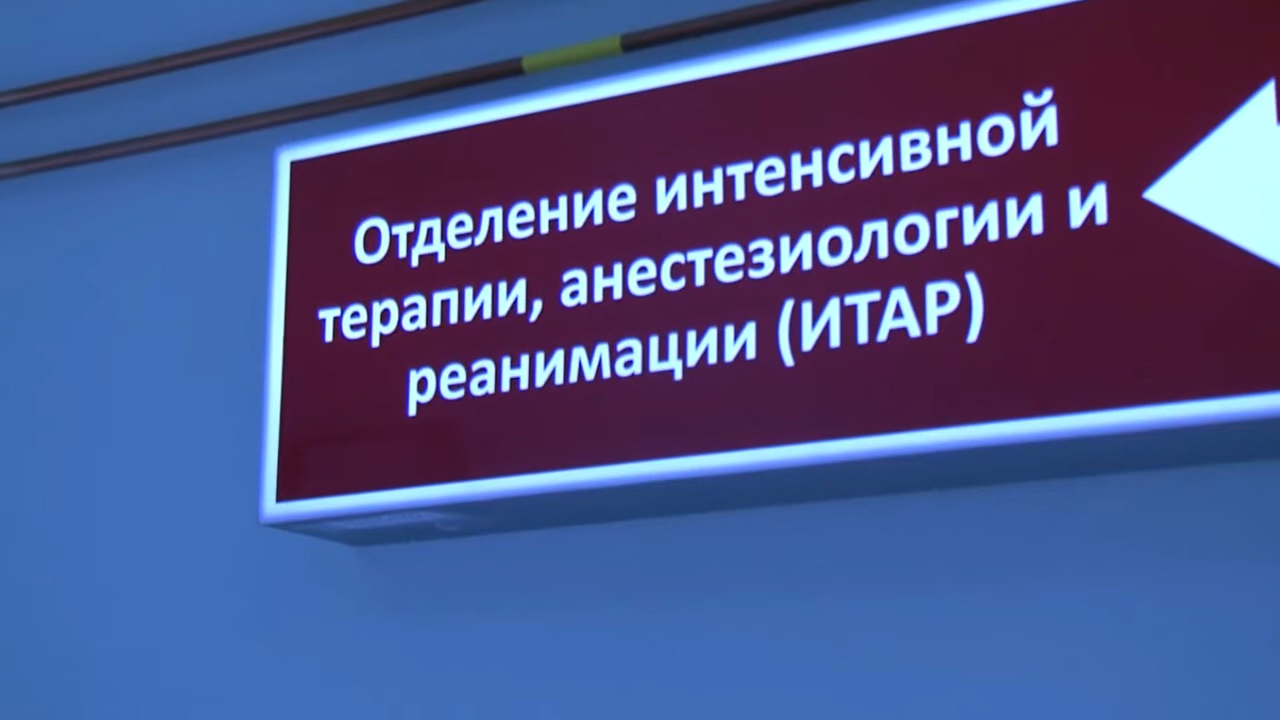 Отделение интенсивной
терапии, анестезиологии и
реанимации (ИТАР)